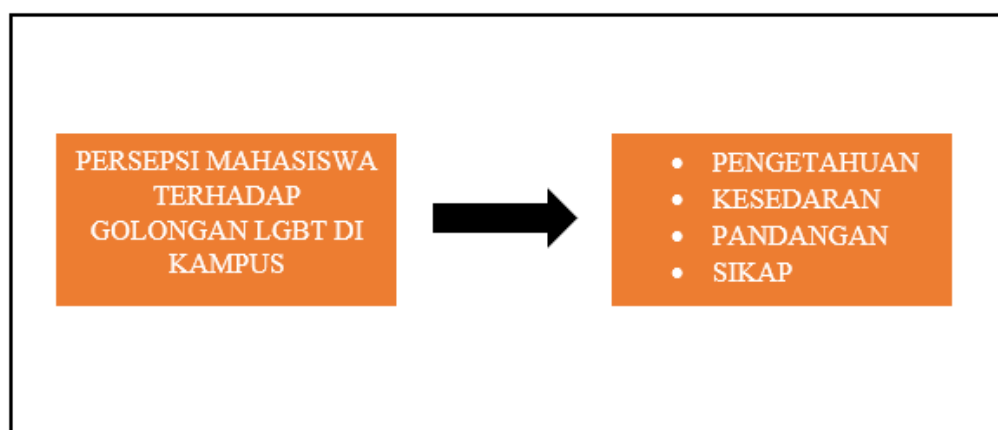 PERSEPSI MAHASISWA
TERHADAP
GOLONGAN LGBT DI
KAMPUS
• PENGETAHUAN
• KESEDARAN
• PANDANGAN
• SIKAP